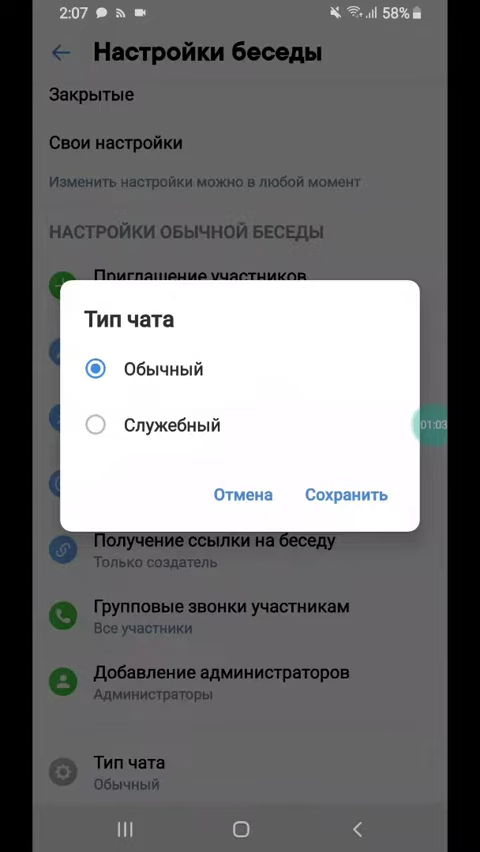 2:07
58%
Настройки беседы
Закрытые
Свои настройки
Изменить настройки можно в любой момент
НАСТРОЙКИ ОБЫЧНОЙ БЕСЕДЫ
Приглашение участников
Тип чата
Обычный
Служебный
01:03
Отмена
Сохранить
Получение ссылки на беседу
Только создатель
Групповые звонки участникам
Все участники
Добавление администраторов
Администраторы
Тип чата
Обычный